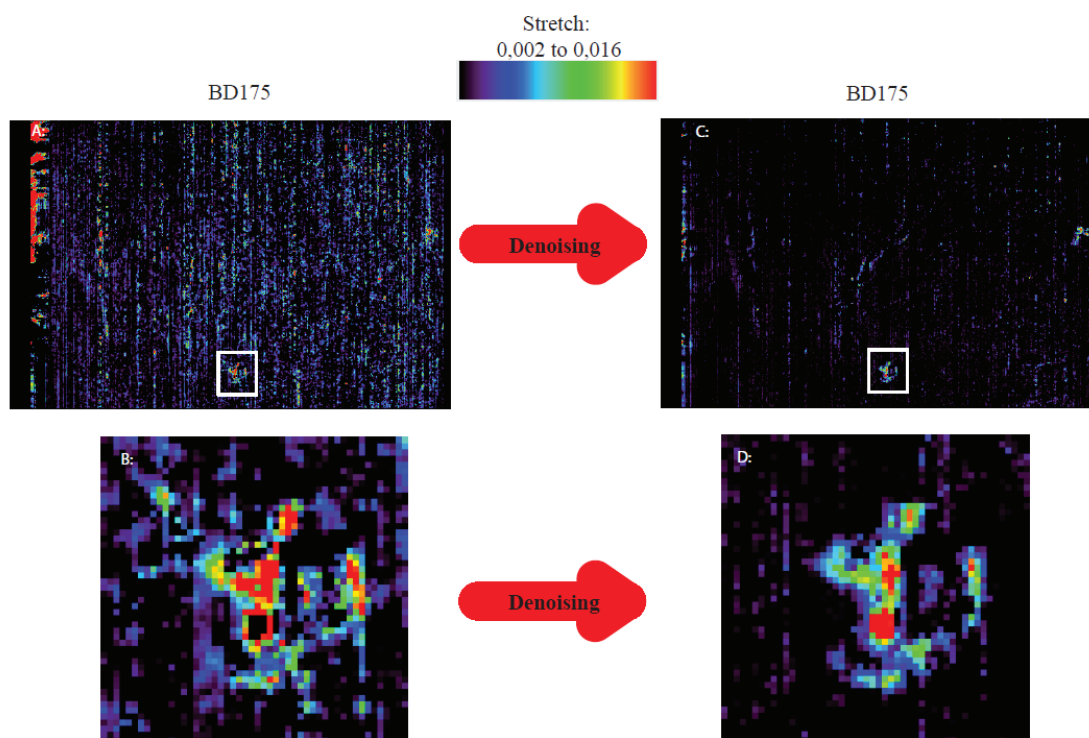 Stretch:
0,002 to 0,016
BD175
BD175
A:
C:
Denoising
B:
D:
Denoising